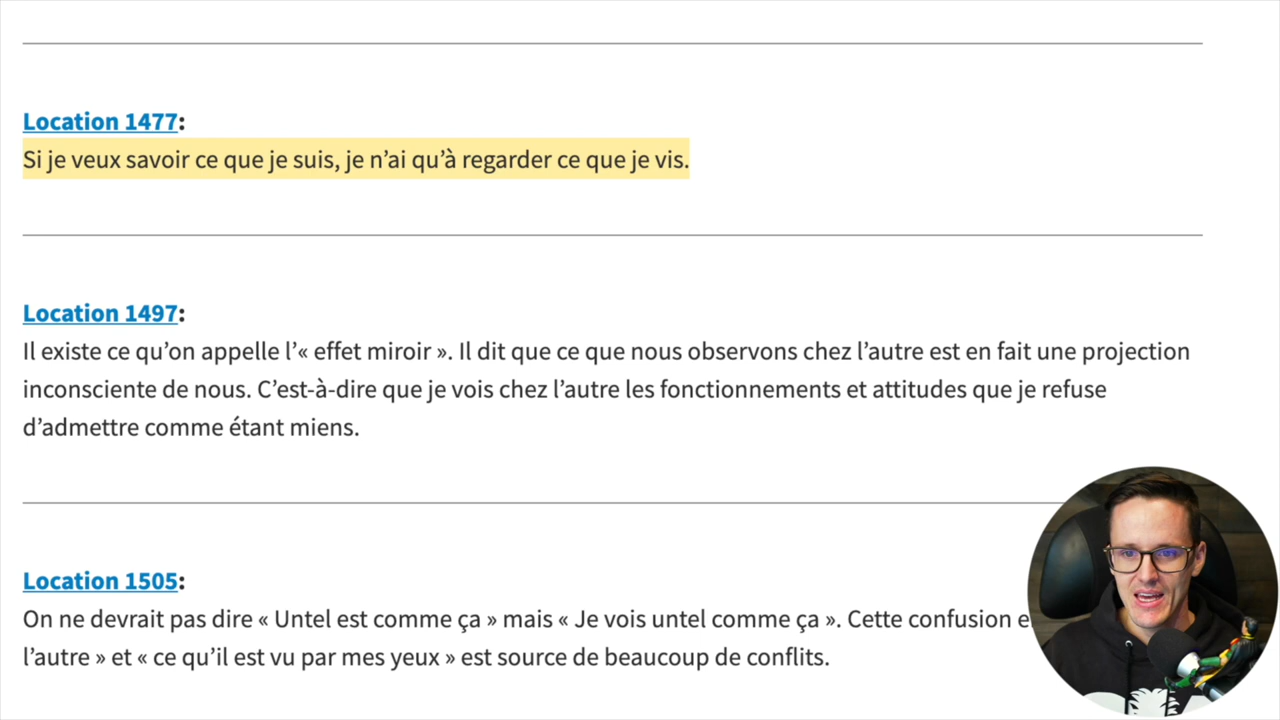 Location 1477:
Si je veux savoir ce que je suis, je n’ai qu’à regarder ce que je vis.
Location 1497:
Il existe ce qu’on appelle l’« effet miroir ». Il dit que ce que nous observons chez l’autre est en fait une projection
inconsciente de nous. C’est-à-dire que je vois chez l’autre les fonctionnements et attitudes que je refuse
d’admettre comme étant miens.
Location 1505:
On ne devrait pas dire « Untel est comme ça » mais « Je vois untel comme ça ». Cette confusion
l’autre » et « ce qu’il est vu par mes yeux » est source de beaucoup de conflits.